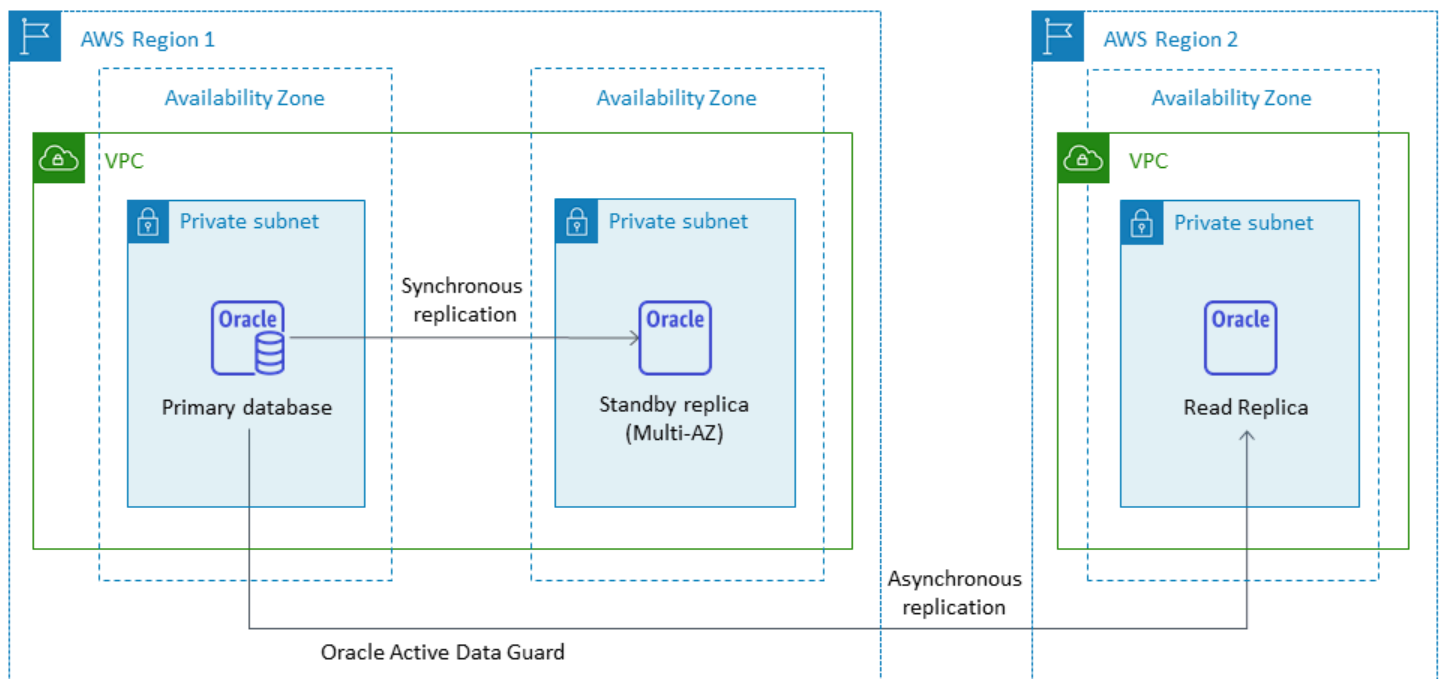 AWS Region 1
AWS Region 2
Availability Zone
Availability Zone
Availability Zone
VPC
VPC
Private subnet
Private subnet
Private subnet
Synchronous
replication
Oracle
Oracle
Oracle
Primary database
Standby replica
(Multi-AZ)
Read Replica
Asynchronous
replication
Oracle Active Data Guard